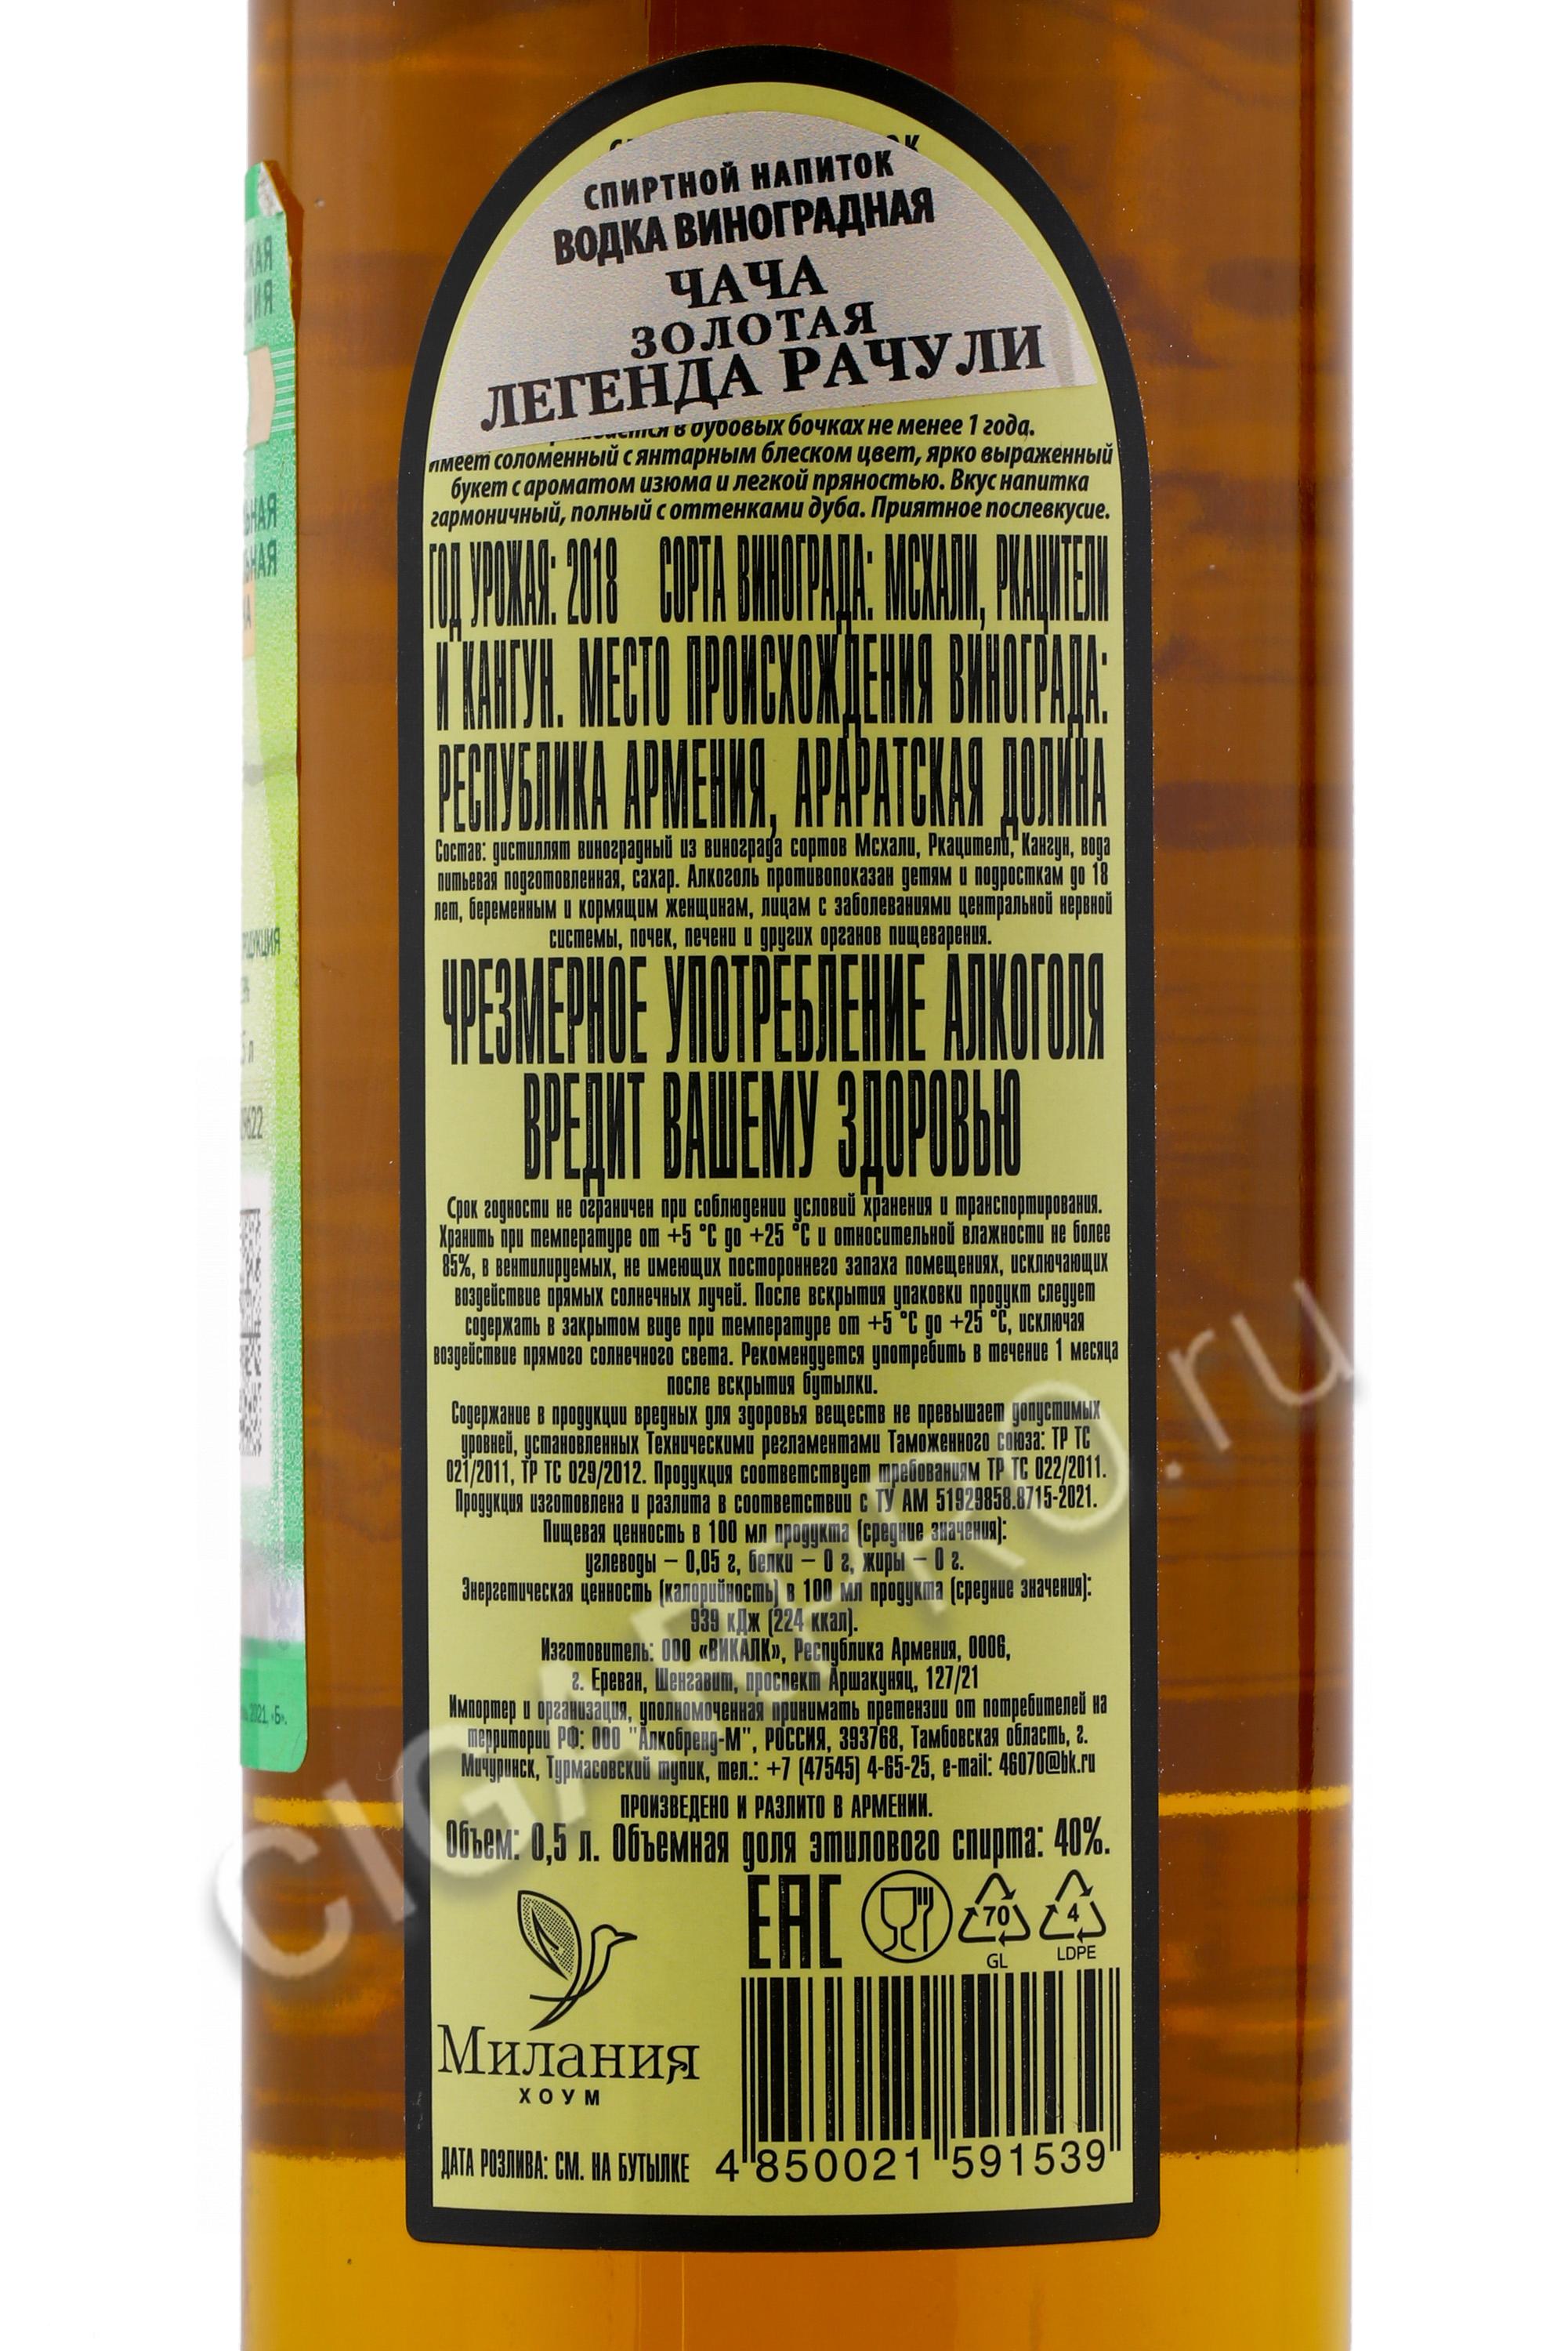 СПИРТНОЙ НАПИТОК
ВОДКА ВИНОГРАДНАЯ
ЧАЧА
ЗОЛОТАЯ
ЛЕГЕНДА РАЧУЛИ
в дубовых бочках не менее 1 года.
Имеет соломенный с янтарным блеском цвет, ярко выраженный
букет с ароматом изюма и легкой пряностью. Вкус напитка
гармоничный, полный с оттенками дуба. Приятное послевкусие.
ГОД УРОЖАЯ: 2018 СОРТА ВИНОГРАДА: МСХАЛИ, РКАЦИТЕЛИ
И КАНГУН. МЕСТО ПРОИСХОЖДЕНИЯ ВИНОГРАДА:
РЕСПУБЛИКА АРМЕНИЯ, АРАРАТСКАЯ ДОЛИНА
Состав: дистиллят виноградный из винограда сортов Мсхали, Ркацители, Кангун, вода
питьевая подготовленная, сахар. Алкоголь противопоказан детям и подросткам до 18
лет, беременным и кормящим женщинам, лицам с заболеваниями центральной нервной
системы, почек, печени и других органов пищеварения.
ЧРЕЗМЕРНОЕ УПОТРЕБЛЕНИЕ АЛКОГОЛЯ
ВРЕДИТ ВАШЕМУ ЗДОРОВЬЮ
Срок годности не ограничен при соблюдении условий хранения и транспортирования.
Хранить при температуре от +5 °С до +25 °С и относительной влажности не более
85%, в вентилируемых, не имеющих постороннего запаха помещениях, исключающих
воздействие прямых солнечных лучей. После вскрытия упаковки продукт следует
содержать в закрытом виде при температуре от +5 °С до +25 °С, исключая
воздействие прямого солнечного света. Рекомендуется употребить в течение 1 месяца
после вскрытия бутылки.
Содержание в продукции вредных для здоровья веществ не превышает допустимых
уровней, установленных Техническими регламентами Таможенного союза: ТР ТС
021/2011, ТР ТС 029/2012. Продукция соответствует требованиям ТР ТС 022/2011.
Продукция изготовлена и разлита в соответствии с ТУ АМ 51929858.8715-2021.
Пищевая ценность в 100 мл продукта (средние значения):
углеводы – 0,05 г, белки – 0 г, жиры – 0 г.
Энергетическая ценность (калорийность) в 100 мл продукта (средние значения):
939 кДж (224 ккал).
Изготовитель: ООО «ВИКАЛК», Республика Армения, 0006,
г. Ереван, Шенгавит, проспект Аршакуняц, 127/21
Импортер и организация, уполномоченная принимать претензии от потребителей на
территории РФ: ООО "Алкобренд-М", РОССИЯ, 393768, Тамбовская область, г.
Мичуринск, Турмасовский тупик, тел.: +7 (47545) 4-65-25, e-mail: 46070@bk.ru
ПРОИЗВЕДЕНО И РАЗЛИТО В АРМЕНИИ.
Объем: 0,5 л. Объемная доля этилового спирта: 40%.
ЕАС
70
GL
4
LDPE
Милания
ХОУМ
ДАТА РОЗЛИВА: СМ. НА БУТЫЛКЕ
4 850021 591539
CIGARPRO.ru